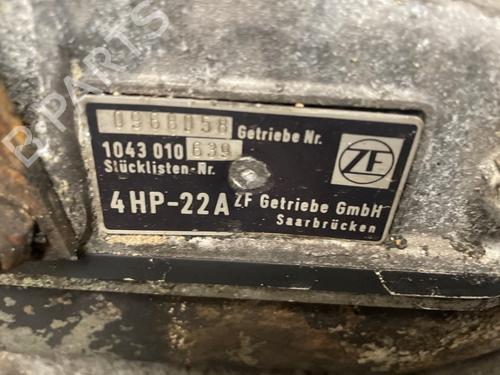 0966058 Getriebe Nr.
1043 010 639
Stücklisten-Nr.
ZF
4HP-22A ZF Getriebe GmbH
Saarbrücken
B-PARTS